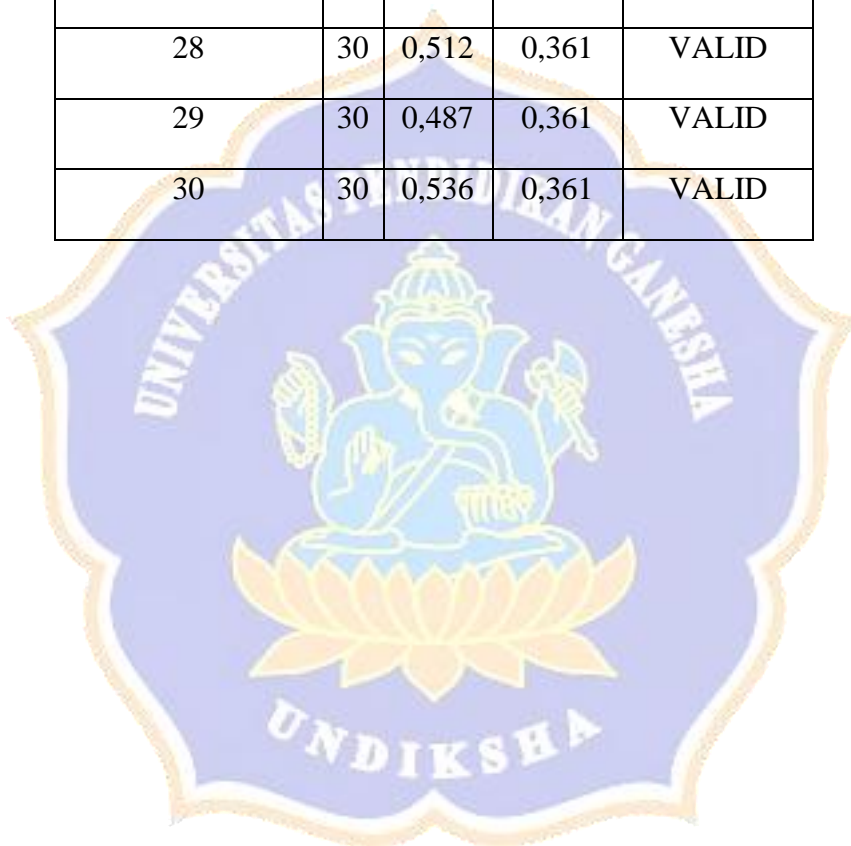 28 30 0,512 0,361 VALID
29 30 0,487 0,361 VALID
30 30 0,536 0,361 VALID
UNIVERSITAS PENDIDIKAN GANESHA
UNDIKSHA